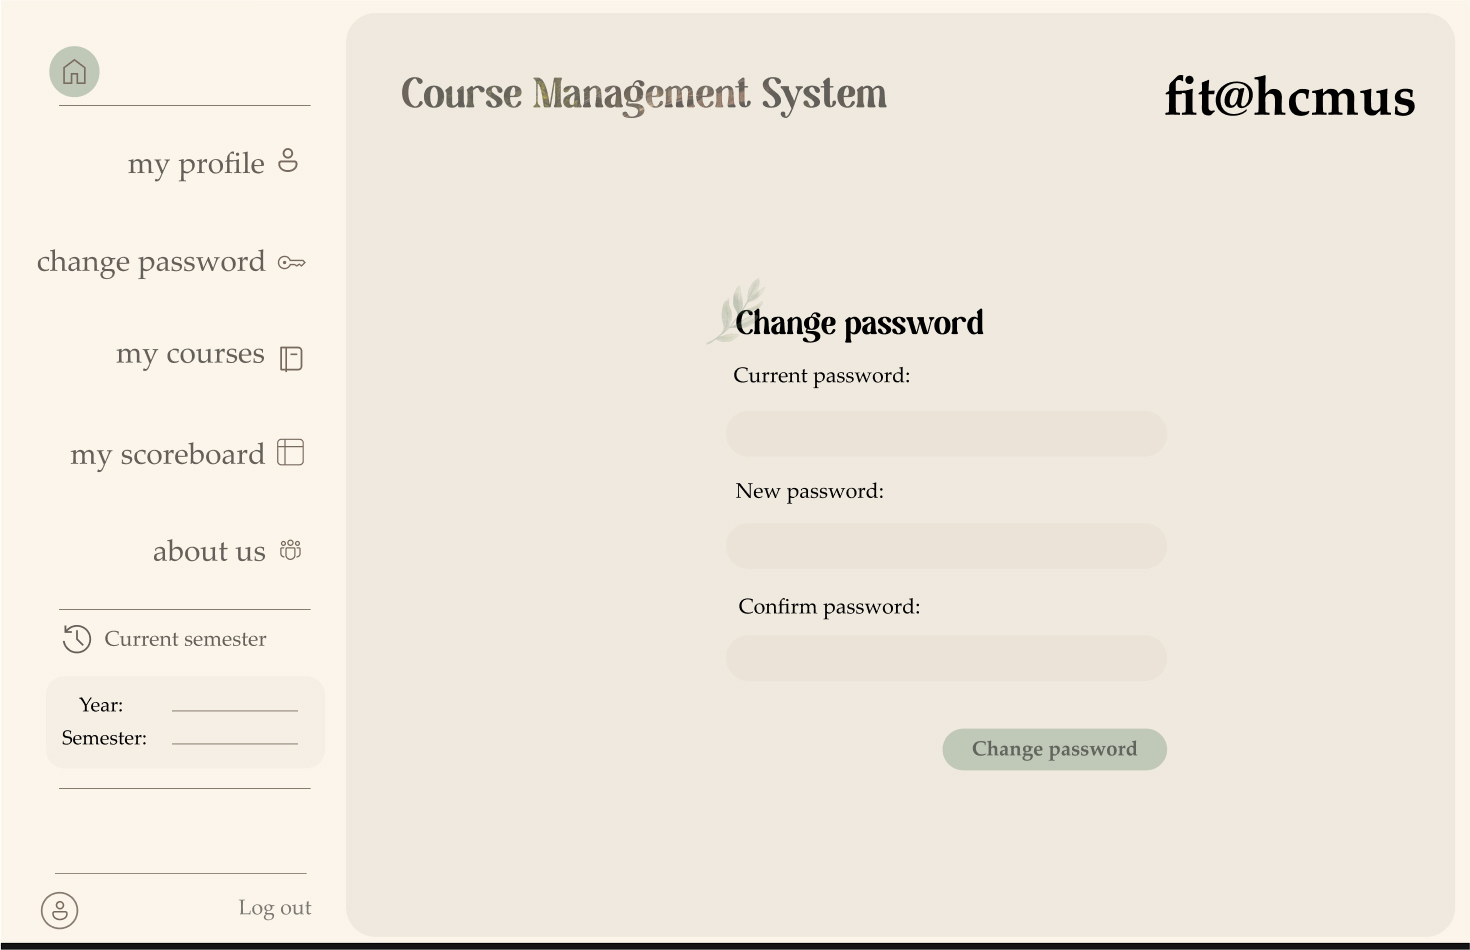 Course Management System
fit@hcmus
my profile
change password
my courses
my scoreboard
about us
Current semester
Year:
Semester:
Log out
Change password
Current password:
New password:
Confirm password:
Change password